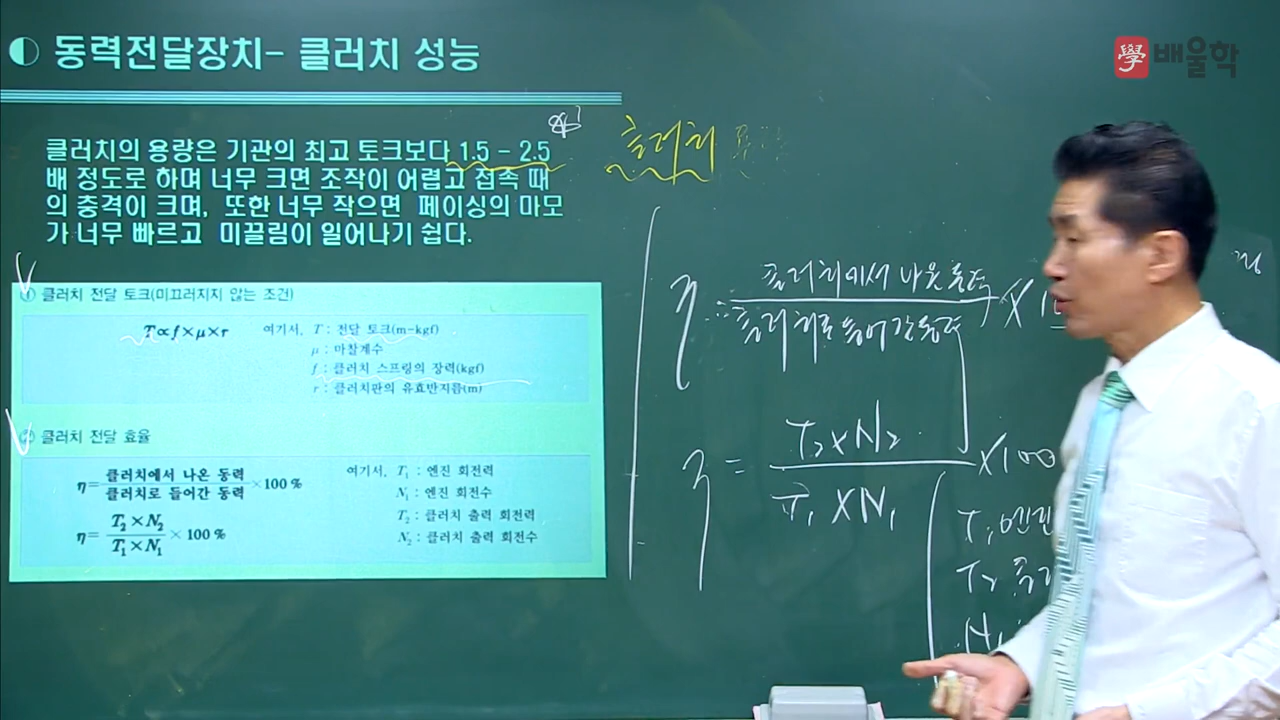 동력전달장치- 클러치 성능
學 배울학
클러치의 용량은 기관의 최고 토크보다 1.5 - 2.5
배 정도로 하며 너무 크면 조작이 어렵고 접속 때
의 충격이 크며, 또한 너무 작으면 페이싱의 마모
가 너무 빠르고 미끌림이 일어나기 쉽다.
① 클러치 전달 토크(미끄러지지 않는 조건)
T∝f×μ×r 여기서, T : 전달 토크(m-kgf)
μ : 마찰계수
f : 클러치 스프링의 장력(kgf)
r : 클러치판의 유효반지름(m)
② 클러치 전달 효율
η= 클러치에서 나온 동력 / 클러치로 들어간 동력 ×100 %
여기서, T₁ : 엔진 회전력
N₁ : 엔진 회전수
η= T₂×N₂ / T₁×N₁ × 100 %
T₂ : 클러치 출력 회전력
N₂ : 클러치 출력 회전수
클러치
η = 클러치에서 나온 동력 / 클러치로 들어간 동력 ×
η = T₂×N₂ / T₁×N₁ ×100
T₁ 엔진
T₂
N₁